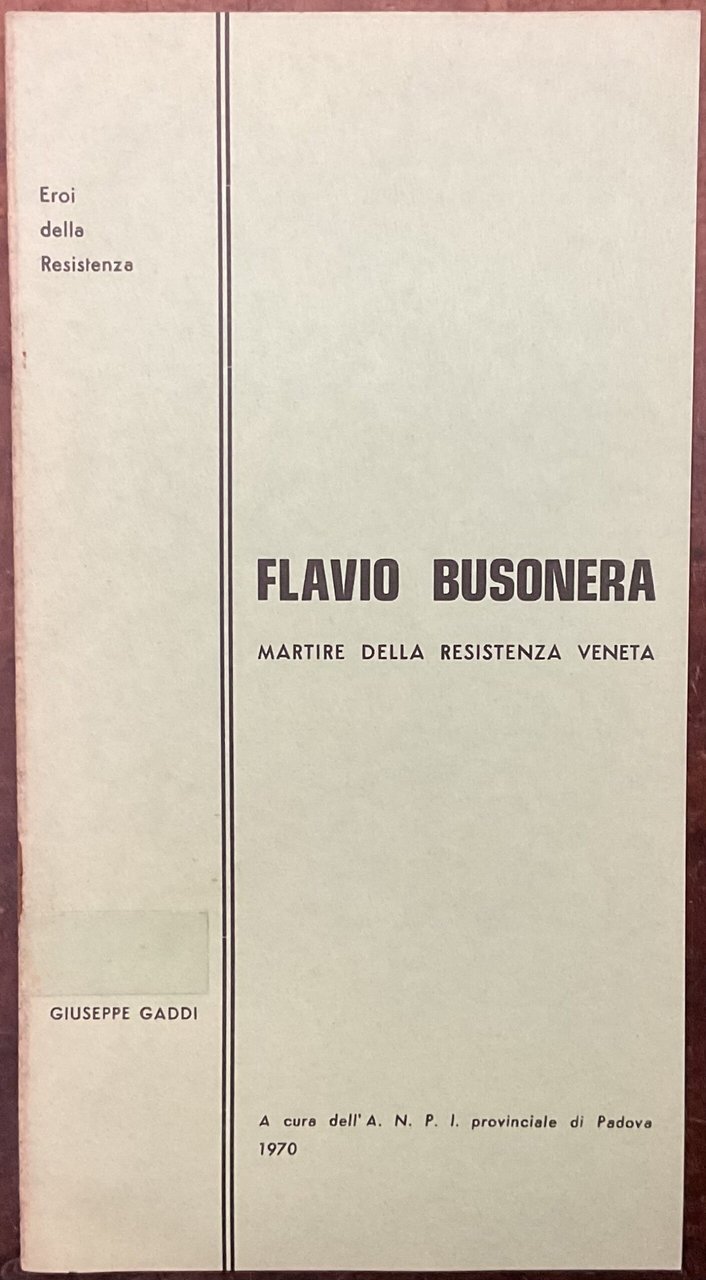 Eroi
della
Resistenza
FLAVIO BUSONERA
MARTIRE DELLA RESISTENZA VENETA
GIUSEPPE GADDI
A cura dell'A. N. P. I. provinciale di Padova
1970